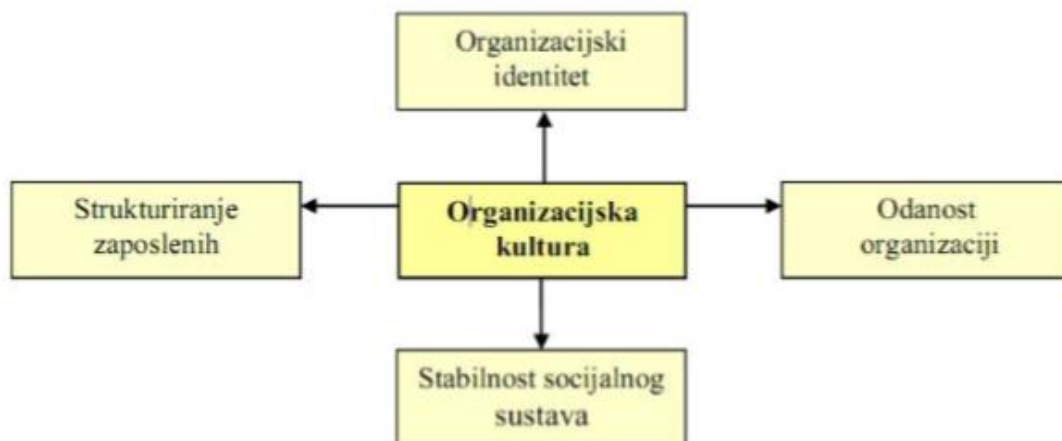 Organizacijski
identitet
Strukturiranje
zaposlenih
Organizacijska
kultura
Odanost
organizaciji
Stabilnost socijalnog
sustava